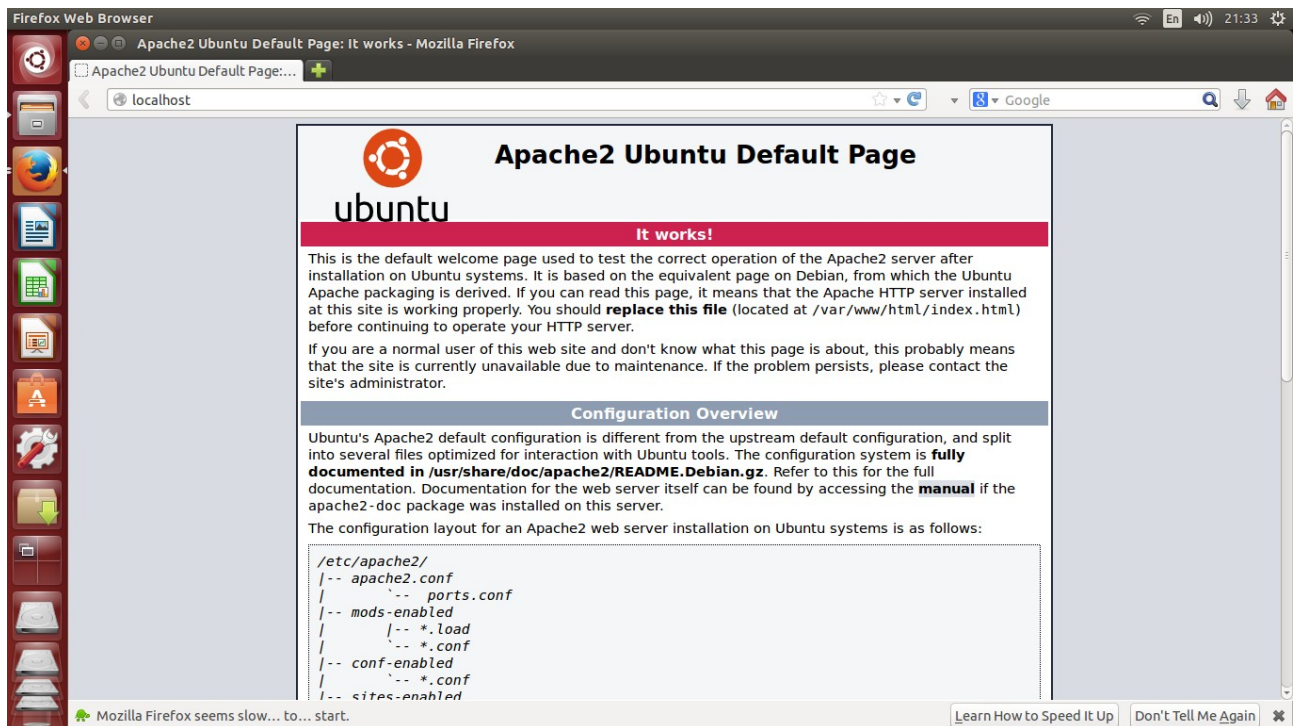 Firefox Web Browser
En
21:33
Apache2 Ubuntu Default Page: It works - Mozilla Firefox
Apache2 Ubuntu Default Page:...
localhost
8
Google
ubuntu
Apache2 Ubuntu Default Page
It works!
This is the default welcome page used to test the correct operation of the Apache2 server after
installation on Ubuntu systems. It is based on the equivalent page on Debian, from which the Ubuntu
Apache packaging is derived. If you can read this page, it means that the Apache HTTP server installed
at this site is working properly. You should replace this file (located at /var/www/html/index.html)
before continuing to operate your HTTP server.
If you are a normal user of this web site and don't know what this page is about, this probably means
that the site is currently unavailable due to maintenance. If the problem persists, please contact the
site's administrator.
Configuration Overview
Ubuntu's Apache2 default configuration is different from the upstream default configuration, and split
into several files optimized for interaction with Ubuntu tools. The configuration system is fully
documented in /usr/share/doc/apache2/README.Debian.gz. Refer to this for the full
documentation. Documentation for the web server itself can be found by accessing the manual if the
apache2-doc package was installed on this server.
The configuration layout for an Apache2 web server installation on Ubuntu systems is as follows:
/etc/apache2/
|-- apache2.conf
|       `--  ports.conf
|-- mods-enabled
|       |-- *.load
|       `-- *.conf
|-- conf-enabled
|       `-- *.conf
|-- sites-enabled
Mozilla Firefox seems slow... to... start.
Learn How to Speed It Up
Don't Tell Me Again